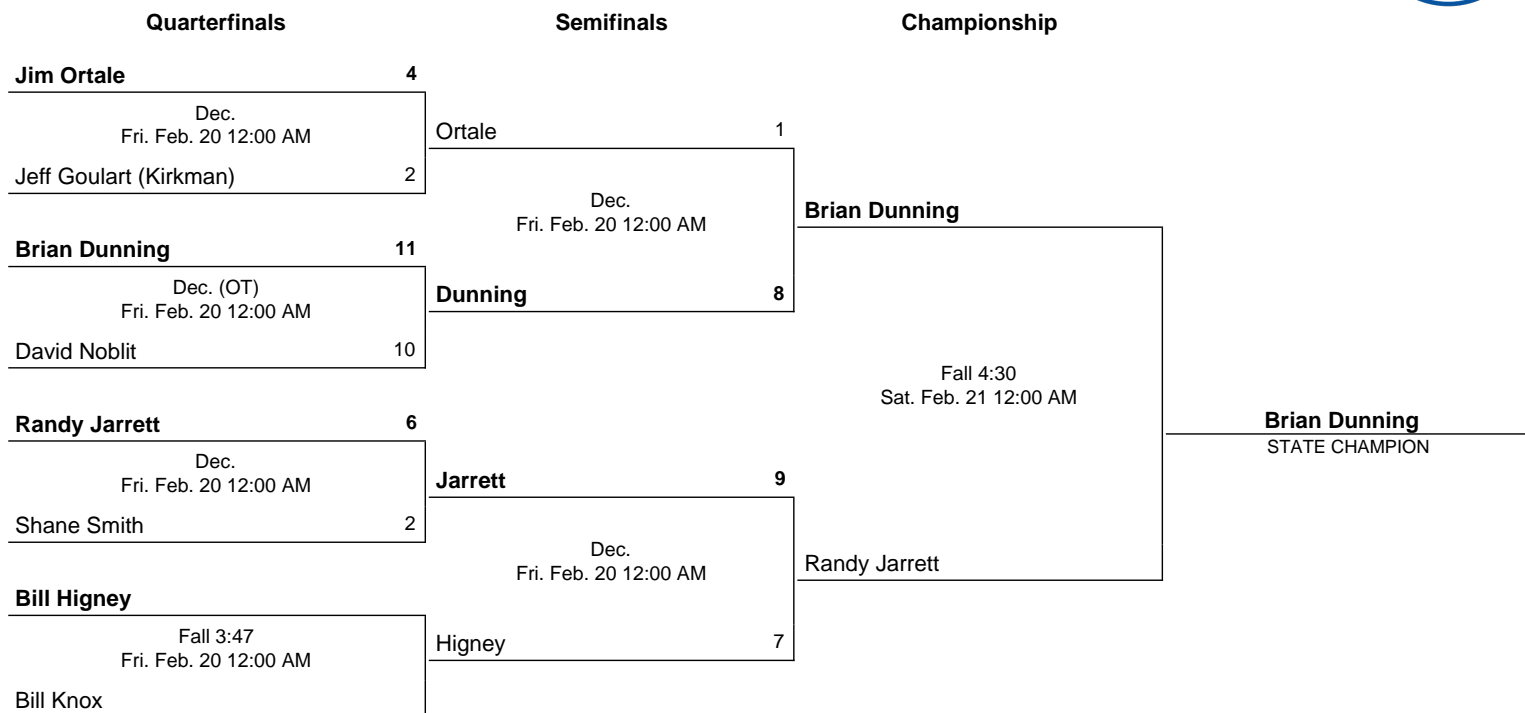 Quarterfinals
Semifinals
Championship
Jim Ortale 4
Dec.
Fri. Feb. 20 12:00 AM
Jeff Goulart (Kirkman) 2
Brian Dunning 11
Dec. (OT)
Fri. Feb. 20 12:00 AM
David Noblit 10
Randy Jarrett 6
Dec.
Fri. Feb. 20 12:00 AM
Shane Smith 2
Bill Higney
Fall 3:47
Fri. Feb. 20 12:00 AM
Bill Knox
Ortale 1
Dec.
Fri. Feb. 20 12:00 AM
Dunning 8
Jarrett 9
Dec.
Fri. Feb. 20 12:00 AM
Higney 7
Brian Dunning
Fall 4:30
Sat. Feb. 21 12:00 AM
Randy Jarrett
Brian Dunning
STATE CHAMPION